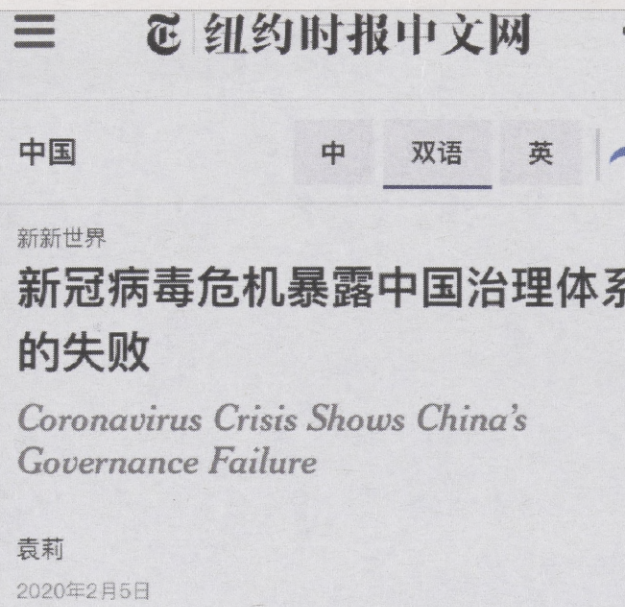 纽约时报中文网
中国
中 双语 英
新新世界
新冠病毒危机暴露中国治理体系
的失败
Coronavirus Crisis Shows China's
Governance Failure
袁莉
2020年2月5日